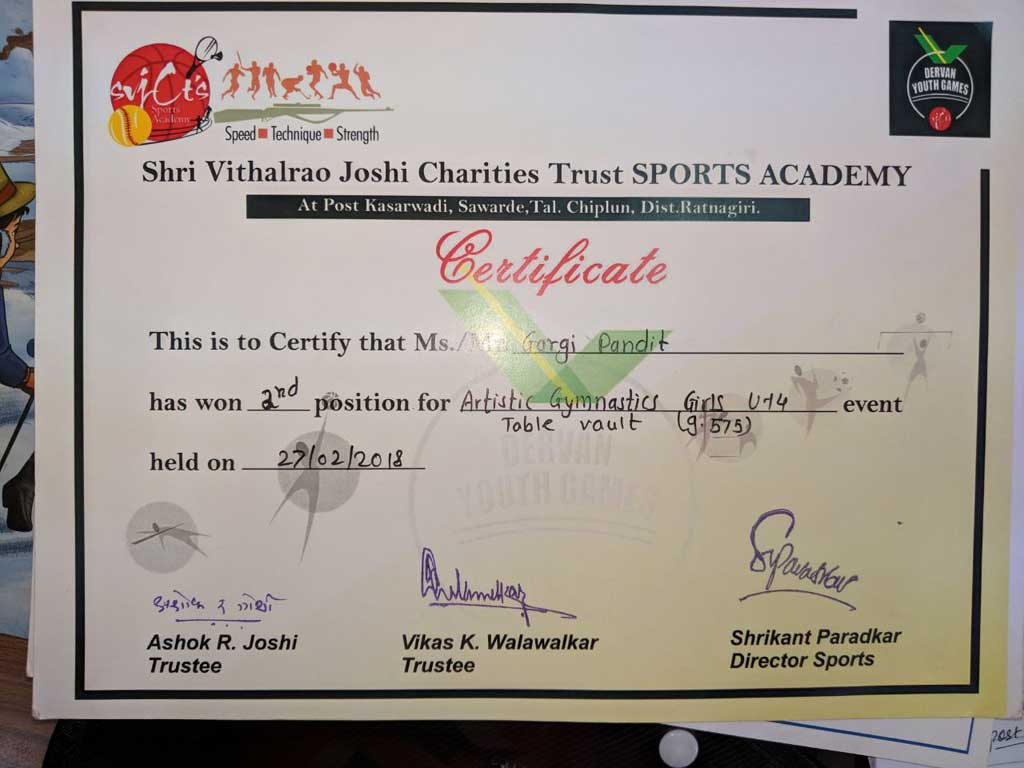 svjCt's
Sports
Academy
Speed Technique Strength
DERVAN
YOUTH GAMES
Shri Vithalrao Joshi Charities Trust SPORTS ACADEMY
At Post Kasarwadi, Sawarde,Tal. Chiplun, Dist.Ratnagiri.
Certificate
This is to Certify that Ms./Mr. Gargi Pandit
has won 2nd position for Artistic Gymnastics Girls U14 event
Table vault (9.575)
held on 27/02/2018
DERVAN
YOUTH GAMES
Ashok R. Joshi
Trustee
Vikas K. Walawalkar
Trustee
Shrikant Paradkar
Director Sports
post